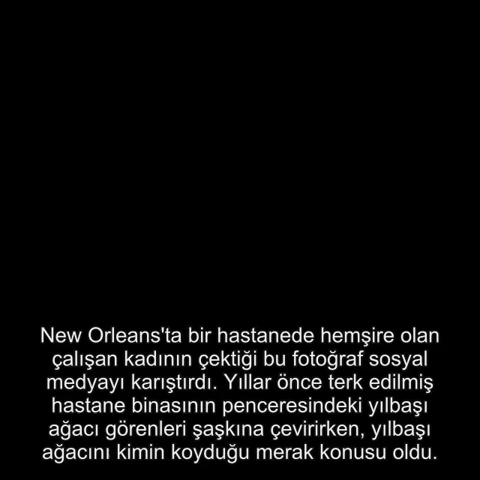 New Orleans'ta bir hastanede hemşire olan
çalışan kadının çektiği bu fotoğraf sosyal
medyayı karıştırdı. Yıllar önce terk edilmiş
hastane binasının penceresindeki yılbaşı
ağacı görenleri şaşkına çevirirken, yılbaşı
ağacını kimin koyduğu merak konusu oldu.